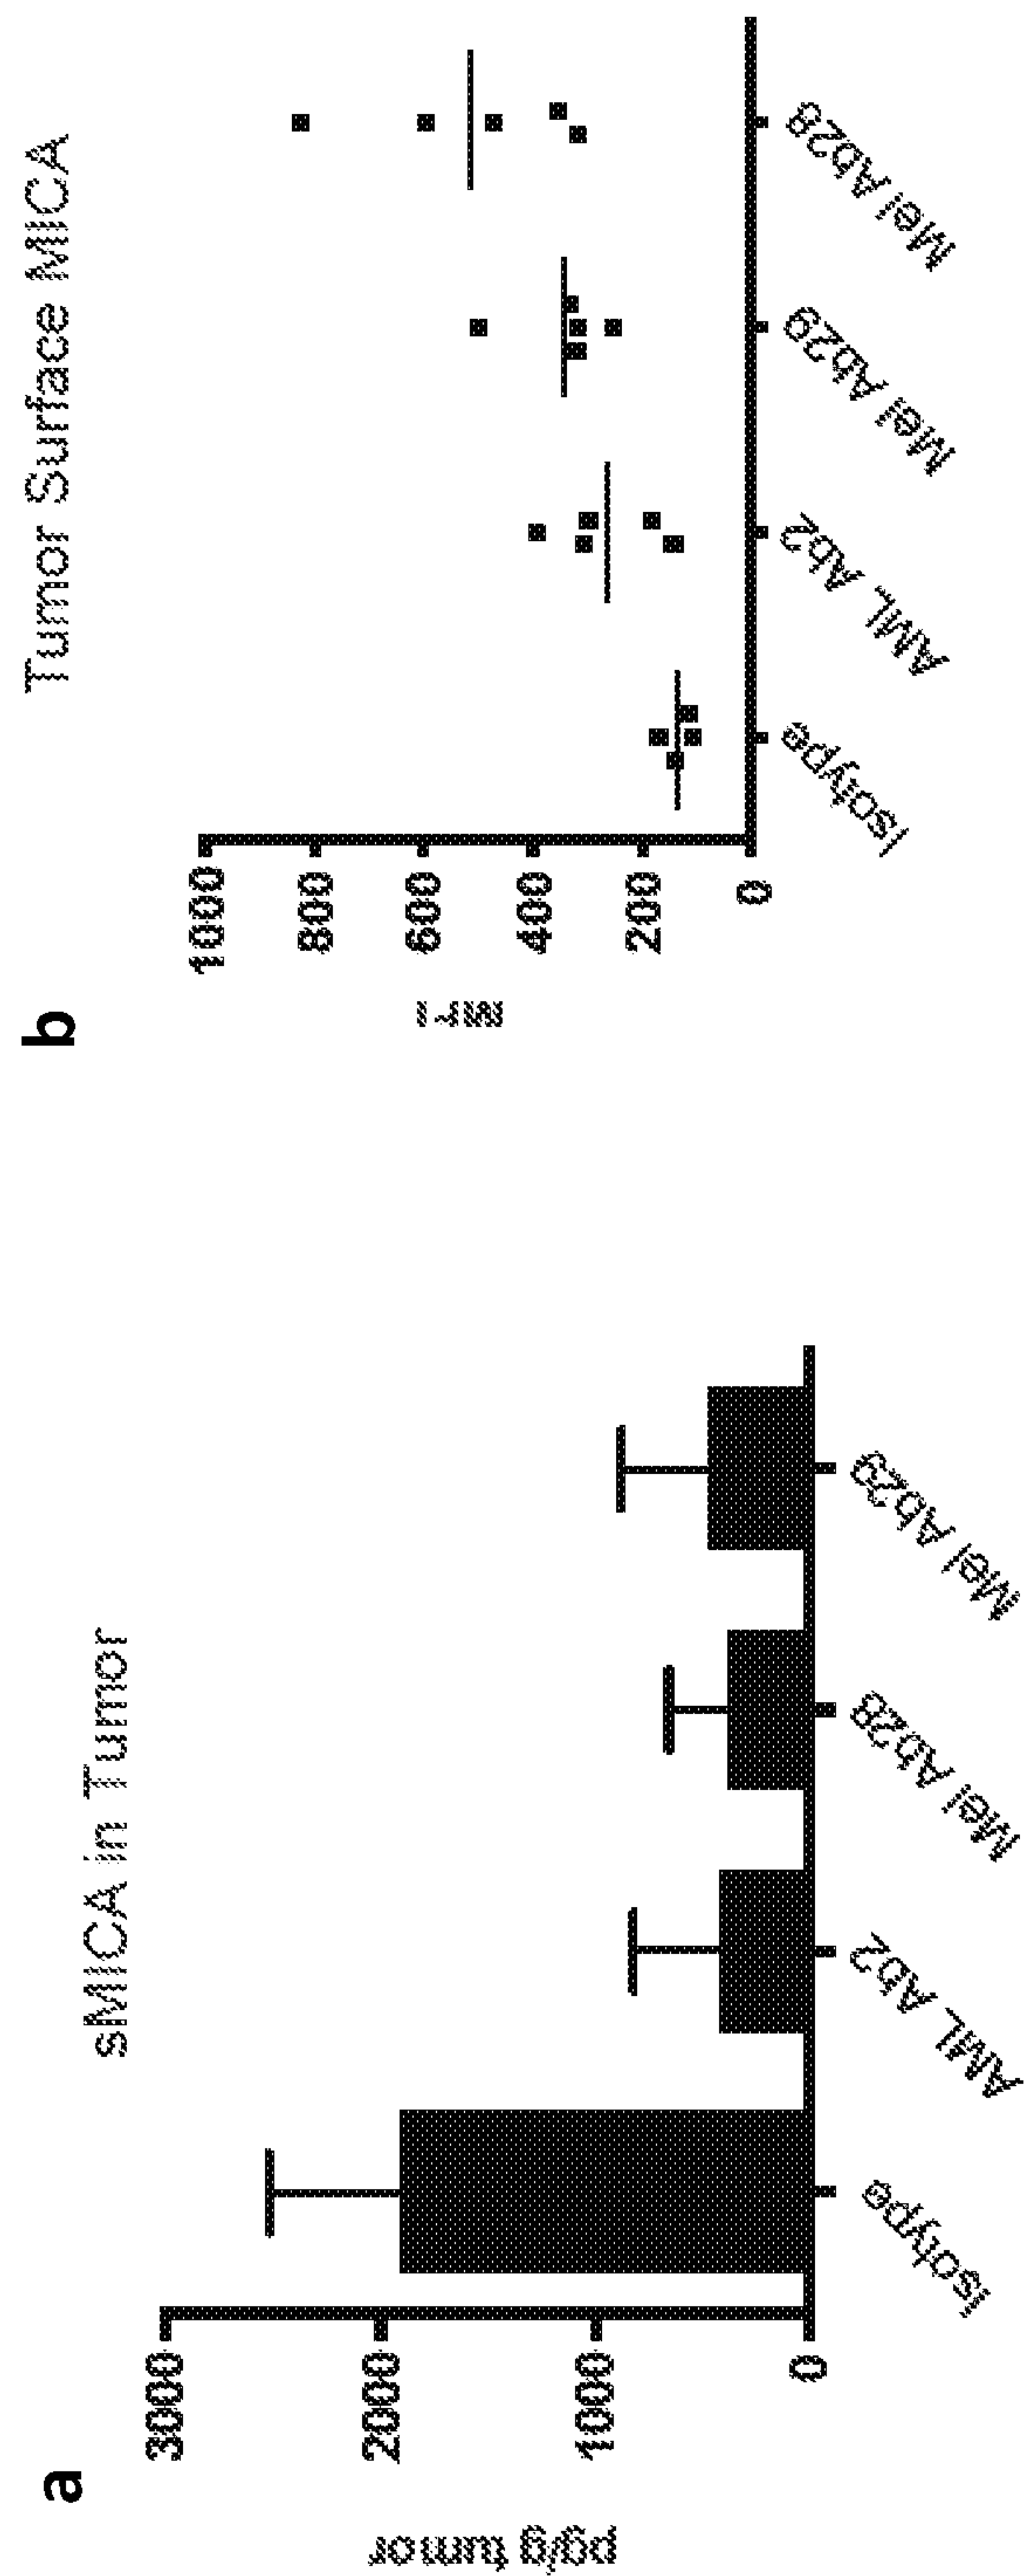 a
sMICA in Tumor
pg/g tumor
3000
2000
1000
0
isotype
AML Ab2
Mel Ab28
Mel Ab29
b
Tumor Surface MICA
MFI
1000
800
600
400
200
0
Isotype
AML Ab2
Mel Ab29
Mel Ab28